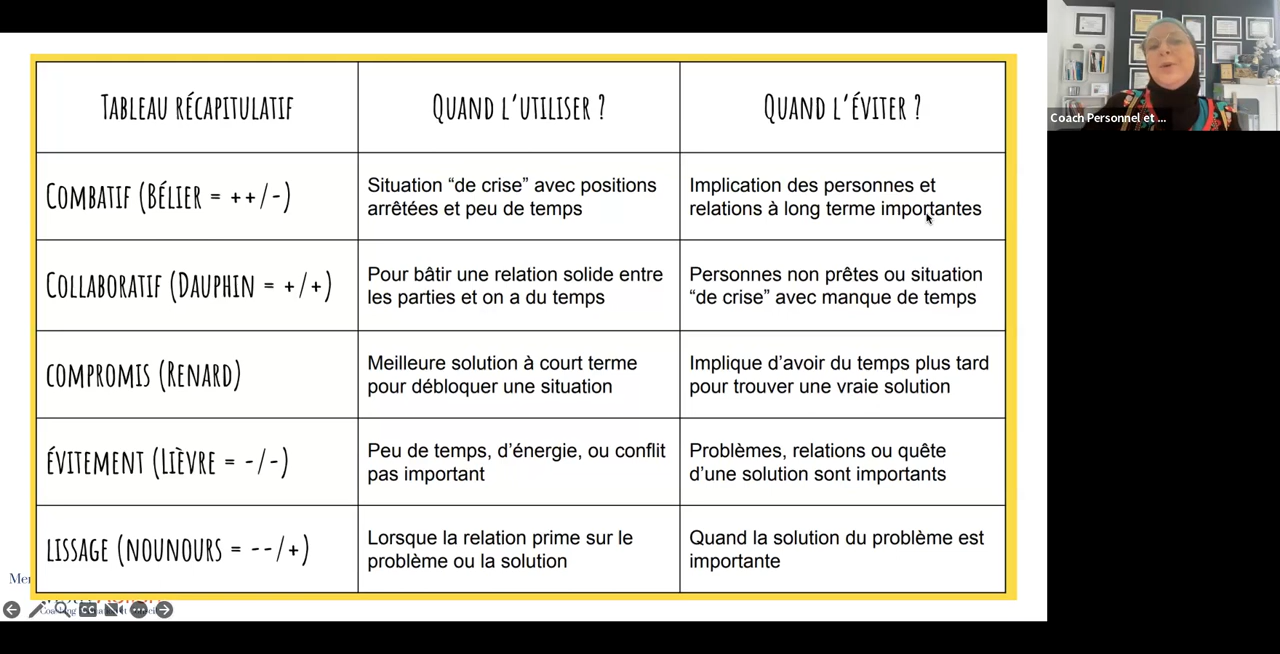 Tableau récapitulatif
Quand l'utiliser ?
Quand l'éviter ?
Combatif (Bélier = ++/-)
Situation “de crise” avec positions
arrêtées et peu de temps
Implication des personnes et
relations à long terme importantes
Collaboratif (Dauphin = +/+)
Pour bâtir une relation solide entre
les parties et on a du temps
Personnes non prêtes ou situation
“de crise” avec manque de temps
compromis (Renard)
Meilleure solution à court terme
pour débloquer une situation
Implique d'avoir du temps plus tard
pour trouver une vraie solution
évitement (Lièvre = -/-)
Peu de temps, d'énergie, ou conflit
pas important
Problèmes, relations ou quête
d'une solution sont importants
lissage (nounours = --/+)
Lorsque la relation prime sur le
problème ou la solution
Quand la solution du problème est
importante
CC
Coach Personnel et ...